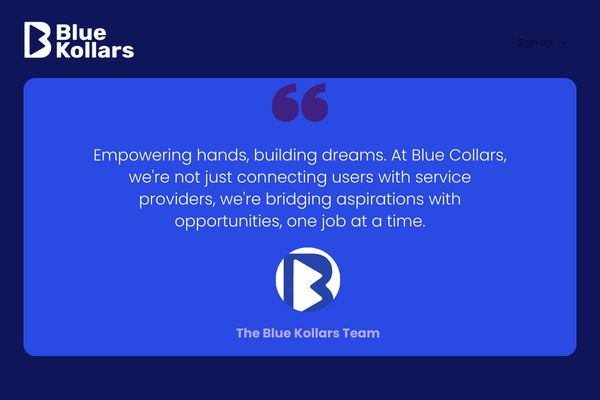 Blue
Kollars
Sign up →
Empowering hands, building dreams. At Blue Collars,
we're not just connecting users with service
providers, we're bridging aspirations with
opportunities, one job at a time.
The Blue Kollars Team